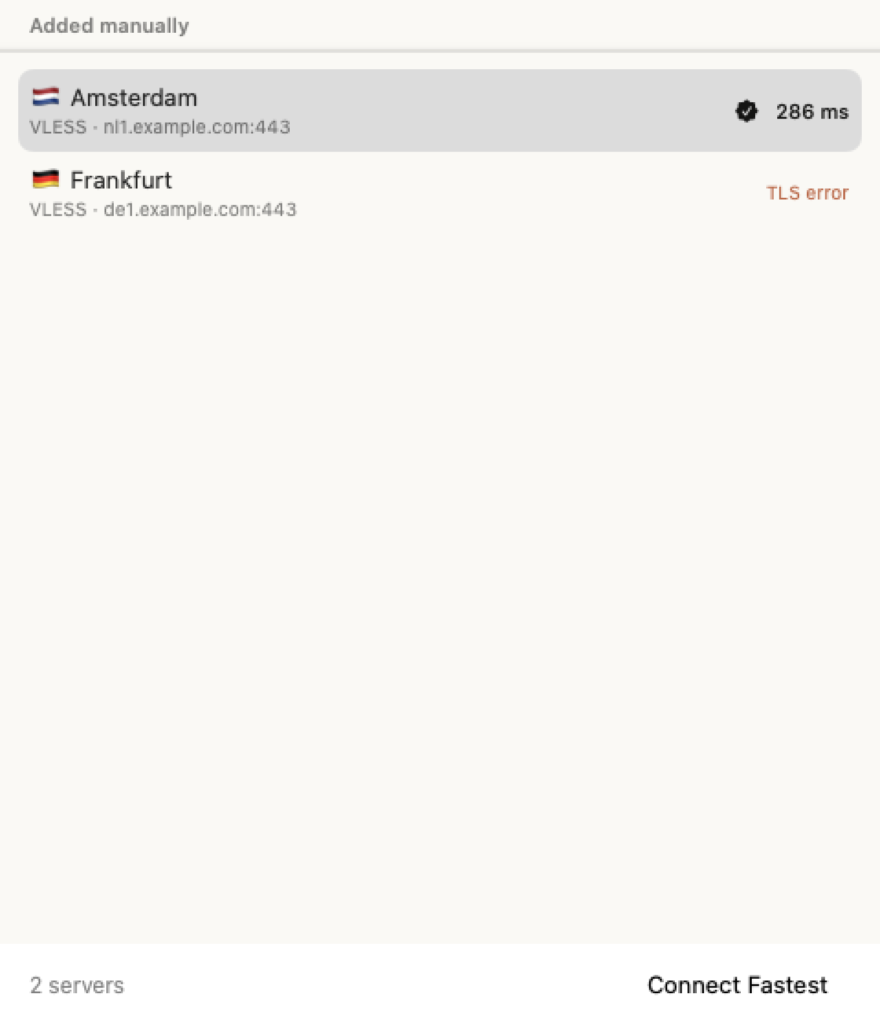 Added manually
Amsterdam
VLESS · nl1.example.com:443
286 ms
Frankfurt
VLESS · de1.example.com:443
TLS error
2 servers
Connect Fastest